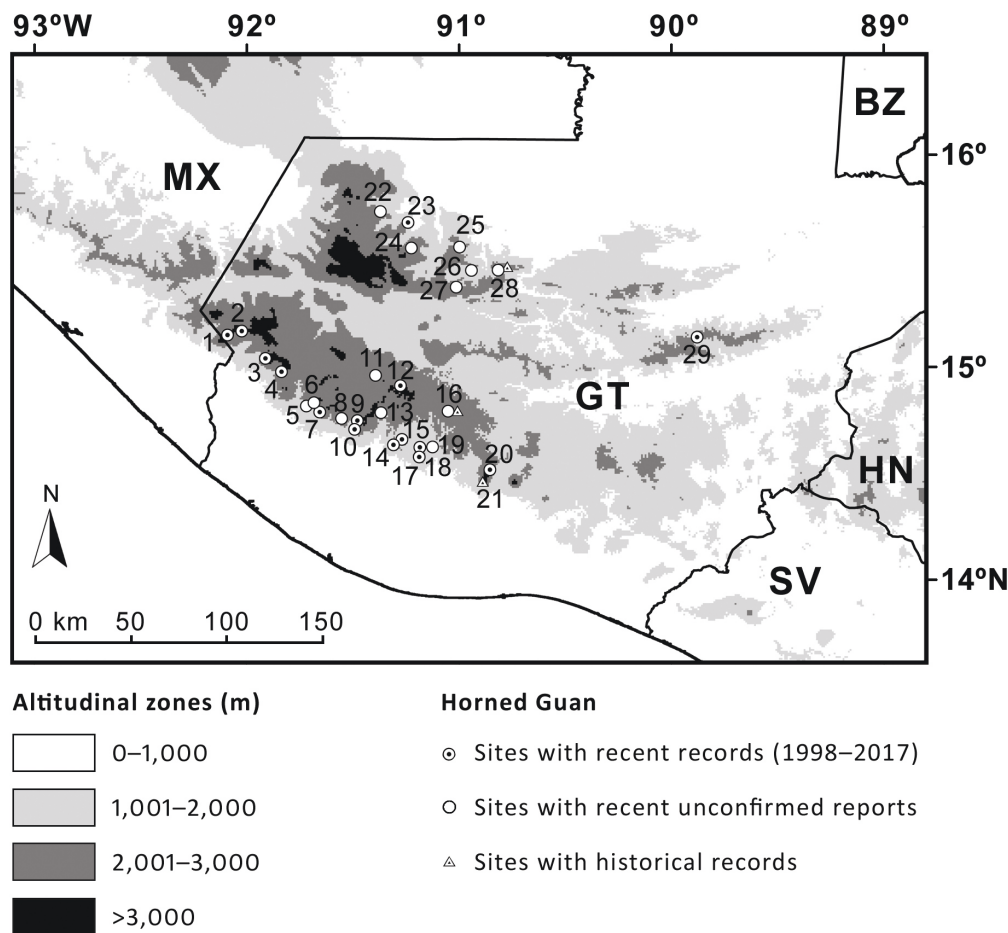 93ºW 92º 91º 90º 89º
BZ
16º
MX
22
23
24
25
26
27
28
2
1
3
4
11
12
29
15º
6
5
7
8
9
10
13
16
GT
15
14
17
18
19
20
21
HN
N
SV
14ºN
0 km 50 100 150
Altitudinal zones (m)
0–1,000
1,001–2,000
2,001–3,000
>3,000
Horned Guan
Sites with recent records (1998–2017)
Sites with recent unconfirmed reports
Sites with historical records